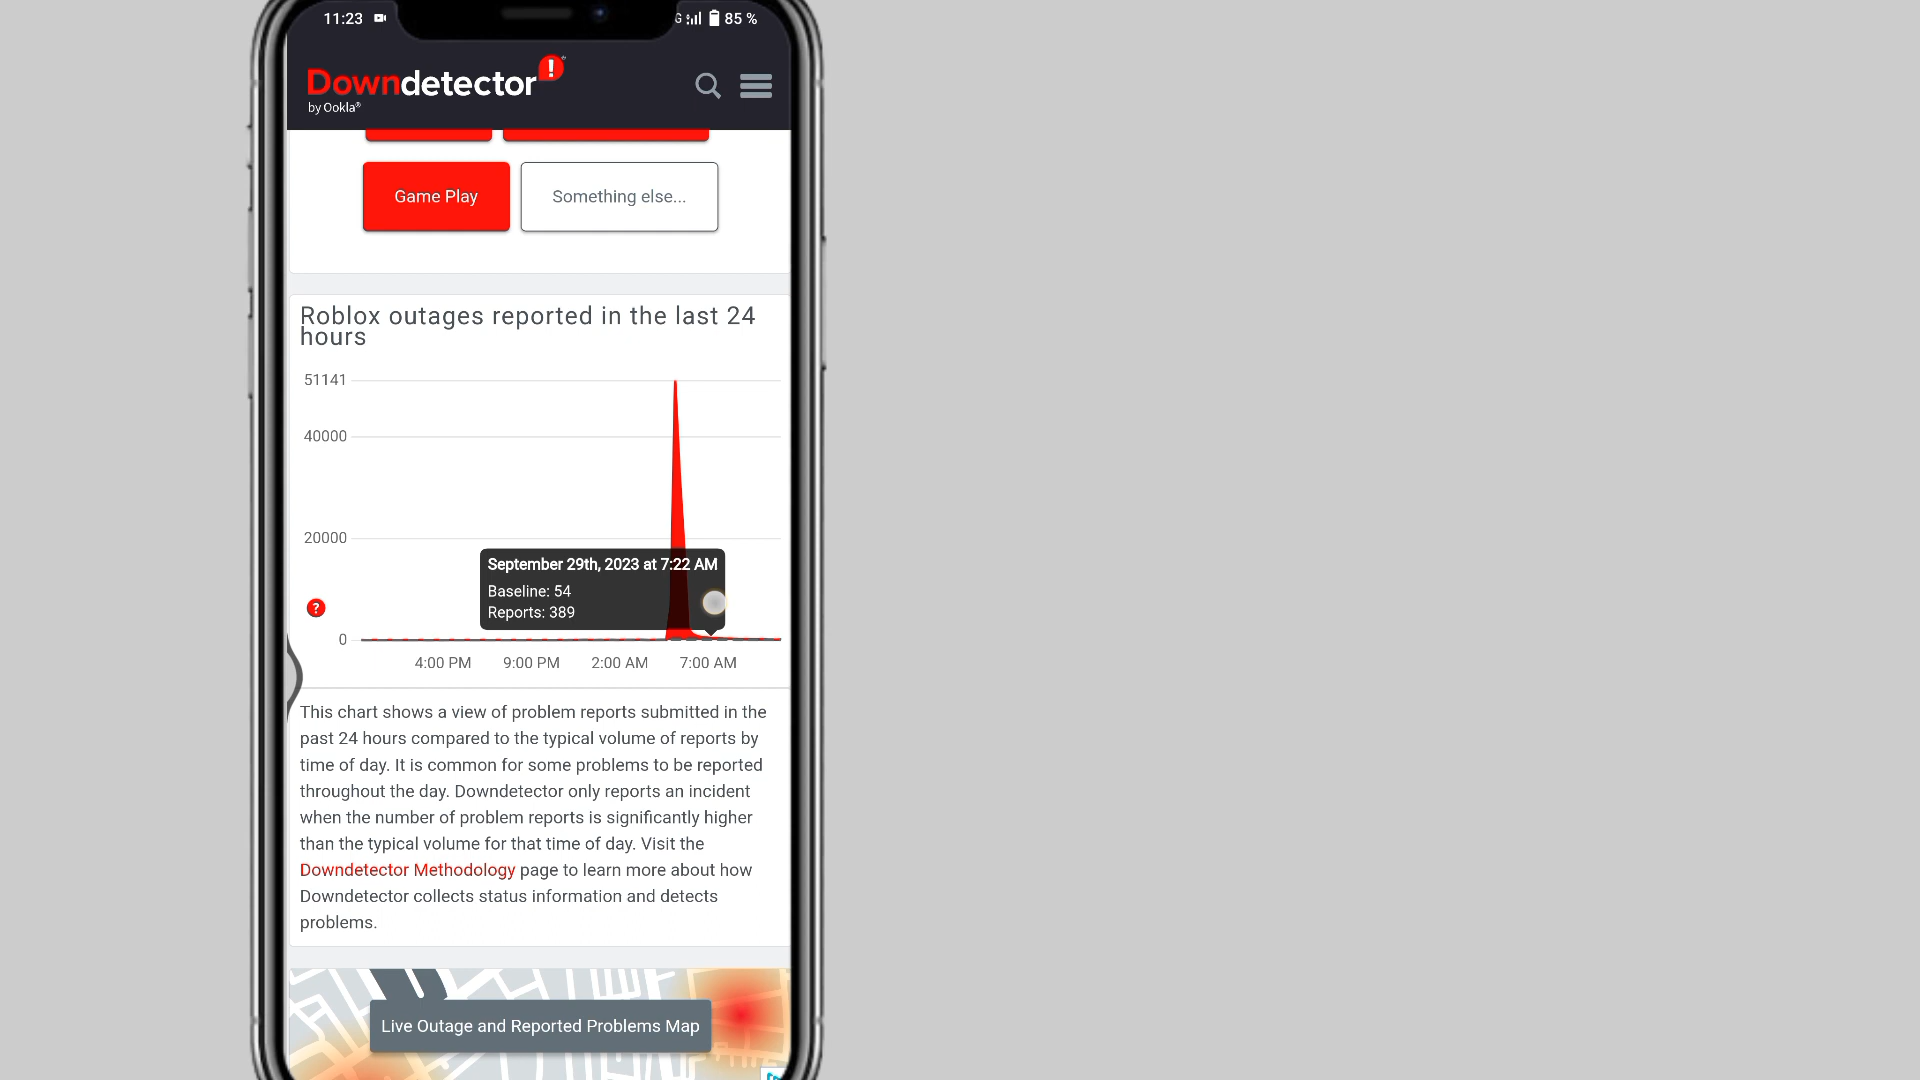 11:23
G 85 %
Downdetector
by Ookla®
Game Play
Something else...
Roblox outages reported in the last 24
hours
51141
40000
20000
0
September 29th, 2023 at 7:22 AM
Baseline: 54
Reports: 389
?
4:00 PM 9:00 PM 2:00 AM 7:00 AM
This chart shows a view of problem reports submitted in the
past 24 hours compared to the typical volume of reports by
time of day. It is common for some problems to be reported
throughout the day. Downdetector only reports an incident
when the number of problem reports is significantly higher
than the typical volume for that time of day. Visit the
Downdetector Methodology page to learn more about how
Downdetector collects status information and detects
problems.
Live Outage and Reported Problems Map